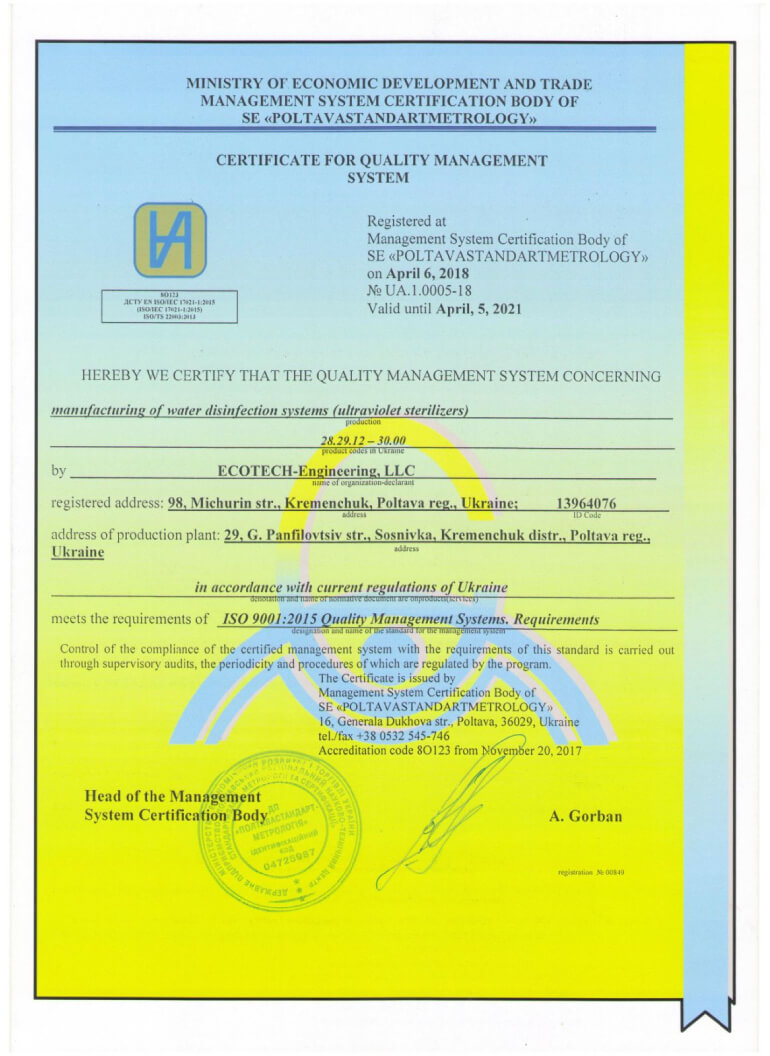 MINISTRY OF ECONOMIC DEVELOPMENT AND TRADE
MANAGEMENT SYSTEM CERTIFICATION BODY OF
SE «POLTAVASTANDARTMETROLOGY»
CERTIFICATE FOR QUALITY MANAGEMENT
SYSTEM
8O123
ДСТУ EN ISO/IEC 17021-1:2015
(ISO/IEC 17021-1:2015)
ISO/TS 22003:2013
Registered at
Management System Certification Body of
SE «POLTAVASTANDARTMETROLOGY»
on April 6, 2018
№ UA.1.0005-18
Valid until April, 5, 2021
HEREBY WE CERTIFY THAT THE QUALITY MANAGEMENT SYSTEM CONCERNING
manufacturing of water disinfection systems (ultraviolet sterilizers)
production
28.29.12 – 30.00
product codes in Ukraine
by ECOTECH-Engineering, LLC
name of organization-declarant
registered address: 98, Michurin str., Kremenchuk, Poltava reg., Ukraine; 13964076
address ID Code
address of production plant: 29, G. Panfilovtsiv str., Sosnivka, Kremenchuk distr., Poltava reg.,
Ukraine
address
in accordance with current regulations of Ukraine
denotation and name of normative document are onproducts(services)
meets the requirements of ISO 9001:2015 Quality Management Systems. Requirements
designation and name of the standard for the management system
Control of the compliance of the certified management system with the requirements of this standard is carried out
through supervisory audits, the periodicity and procedures of which are regulated by the program.
The Certificate is issued by
Management System Certification Body of
SE «POLTAVASTANDARTMETROLOGY»
16, Generala Dukhova str., Poltava, 36029, Ukraine
tel./fax +38 0532 545-746
Accreditation code 8O123 from November 20, 2017
Head of the Management
System Certification Body
A. Gorban
ДП
«ПОЛТАВАСТАНДАРТ-
МЕТРОЛОГІЯ»
ІДЕНТИФІКАЦІЙНИЙ
КОД
04725987
registration № 00849